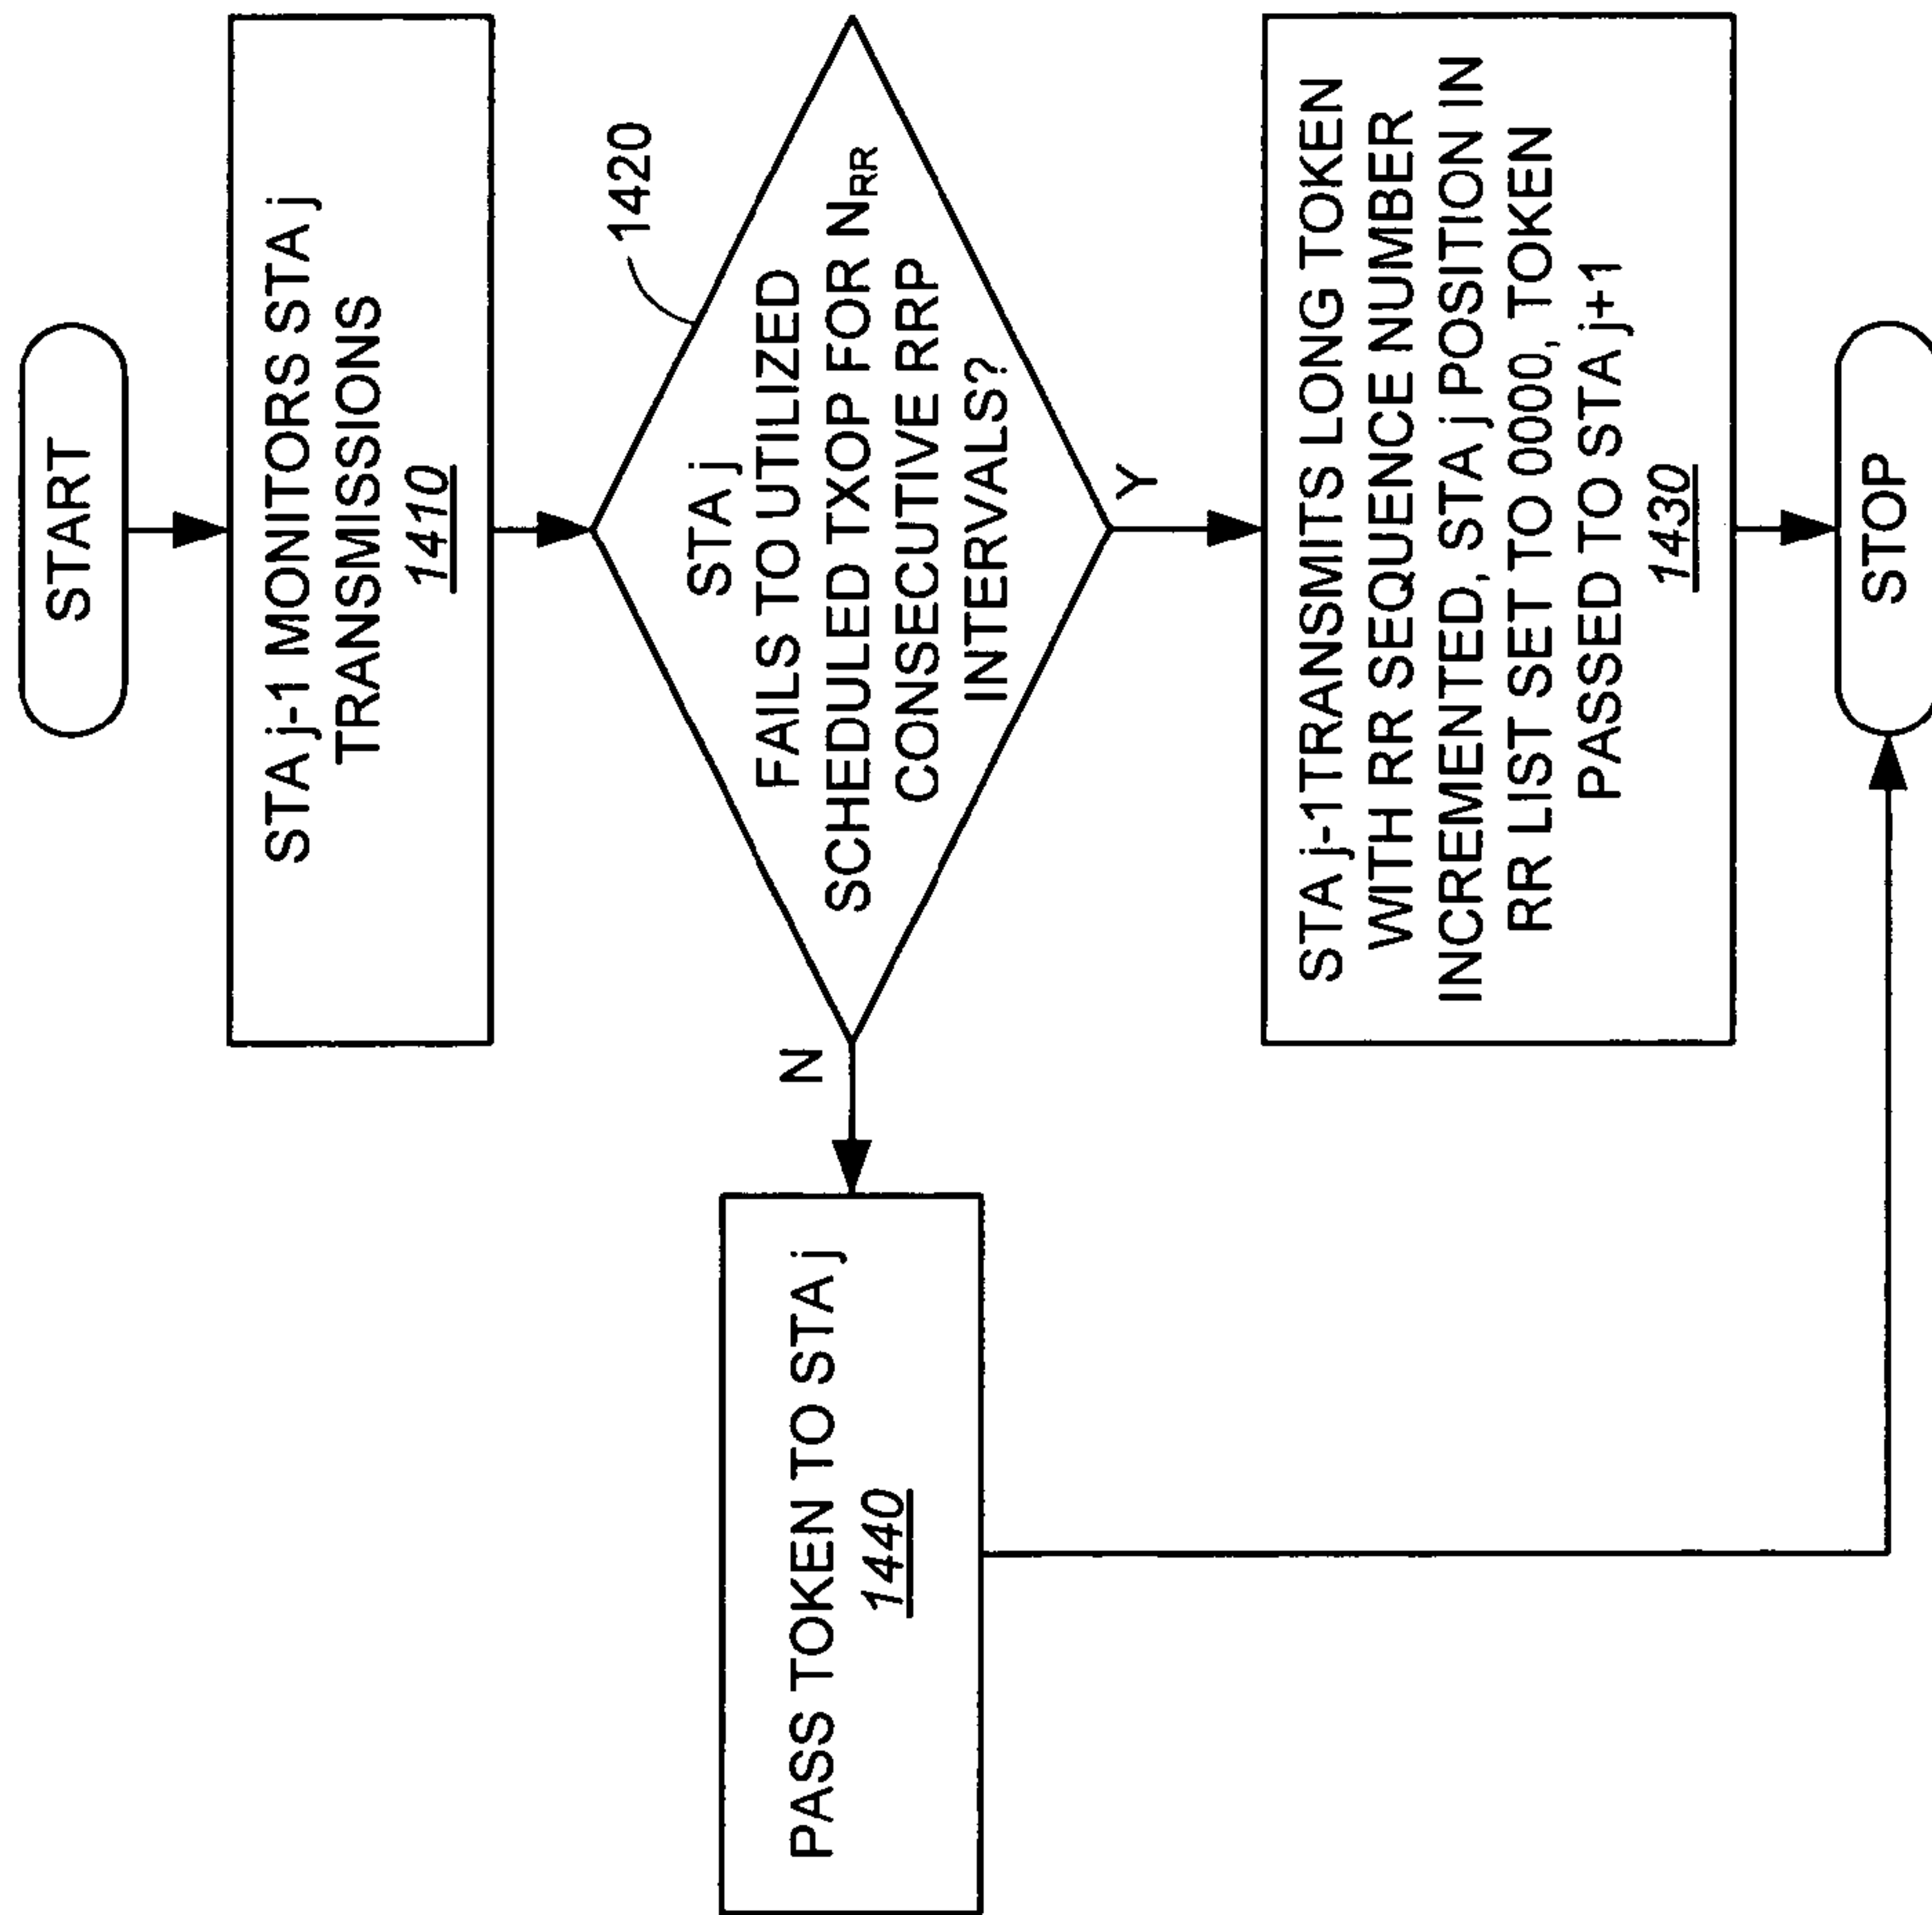 START
STA j-1 MONITORS STA j
TRANSMISSIONS
1410
1420
STA j
FAILS TO UTILIZED
SCHEDULED TXOP FOR NRR
CONSECUTIVE RRP
INTERVALS?
N
Y
PASS TOKEN TO STA j
1440
STA j-1TRANSMITS LONG TOKEN
WITH RR SEQUENCE NUMBER
INCREMENTED, STA j POSITION IN
RR LIST SET TO 0000, TOKEN
PASSED TO STA j+1
1430
STOP